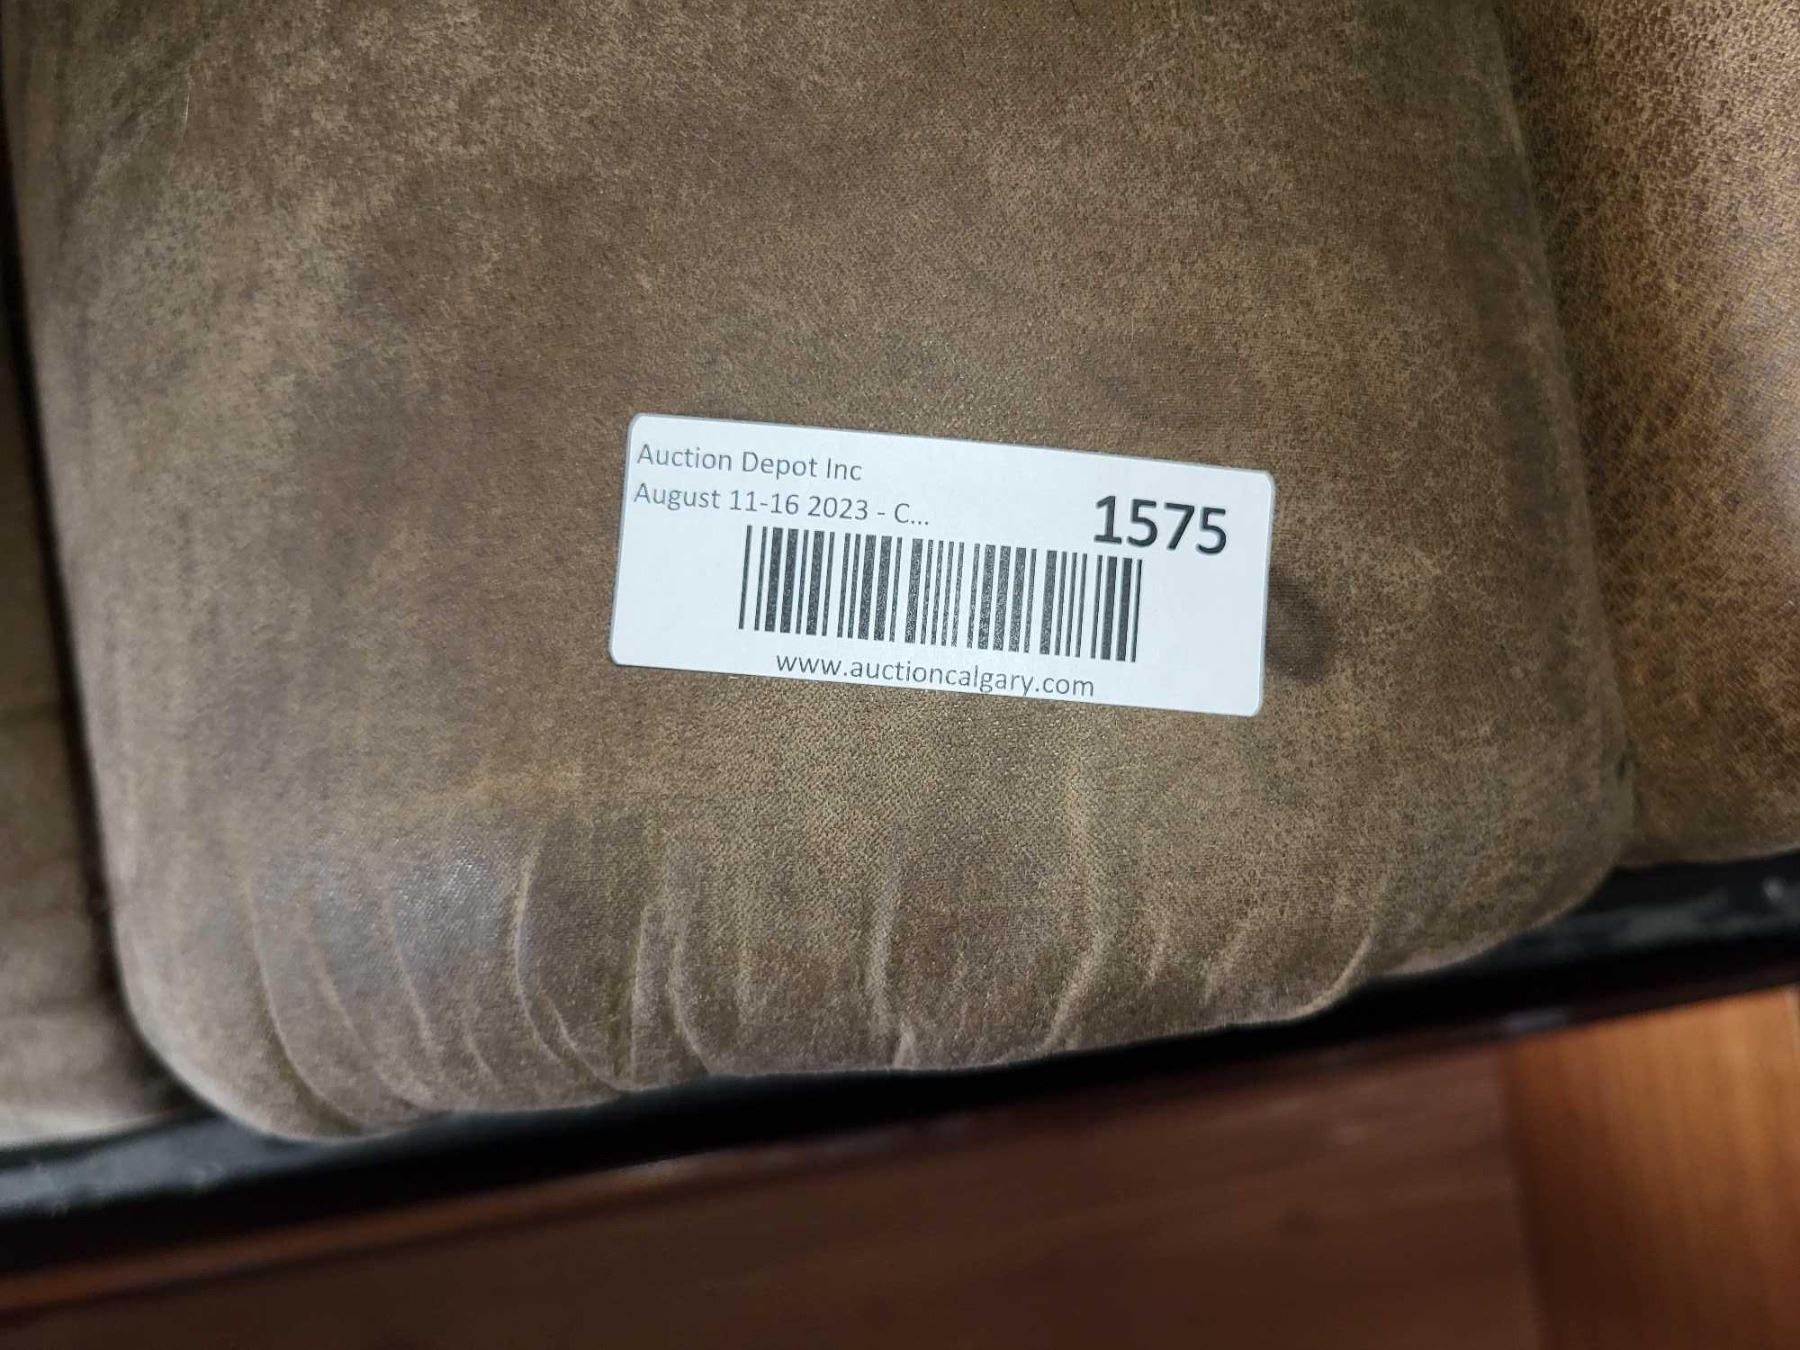 Auction Depot Inc
August 11-16 2023 - C...
1575
www.auctioncalgary.com